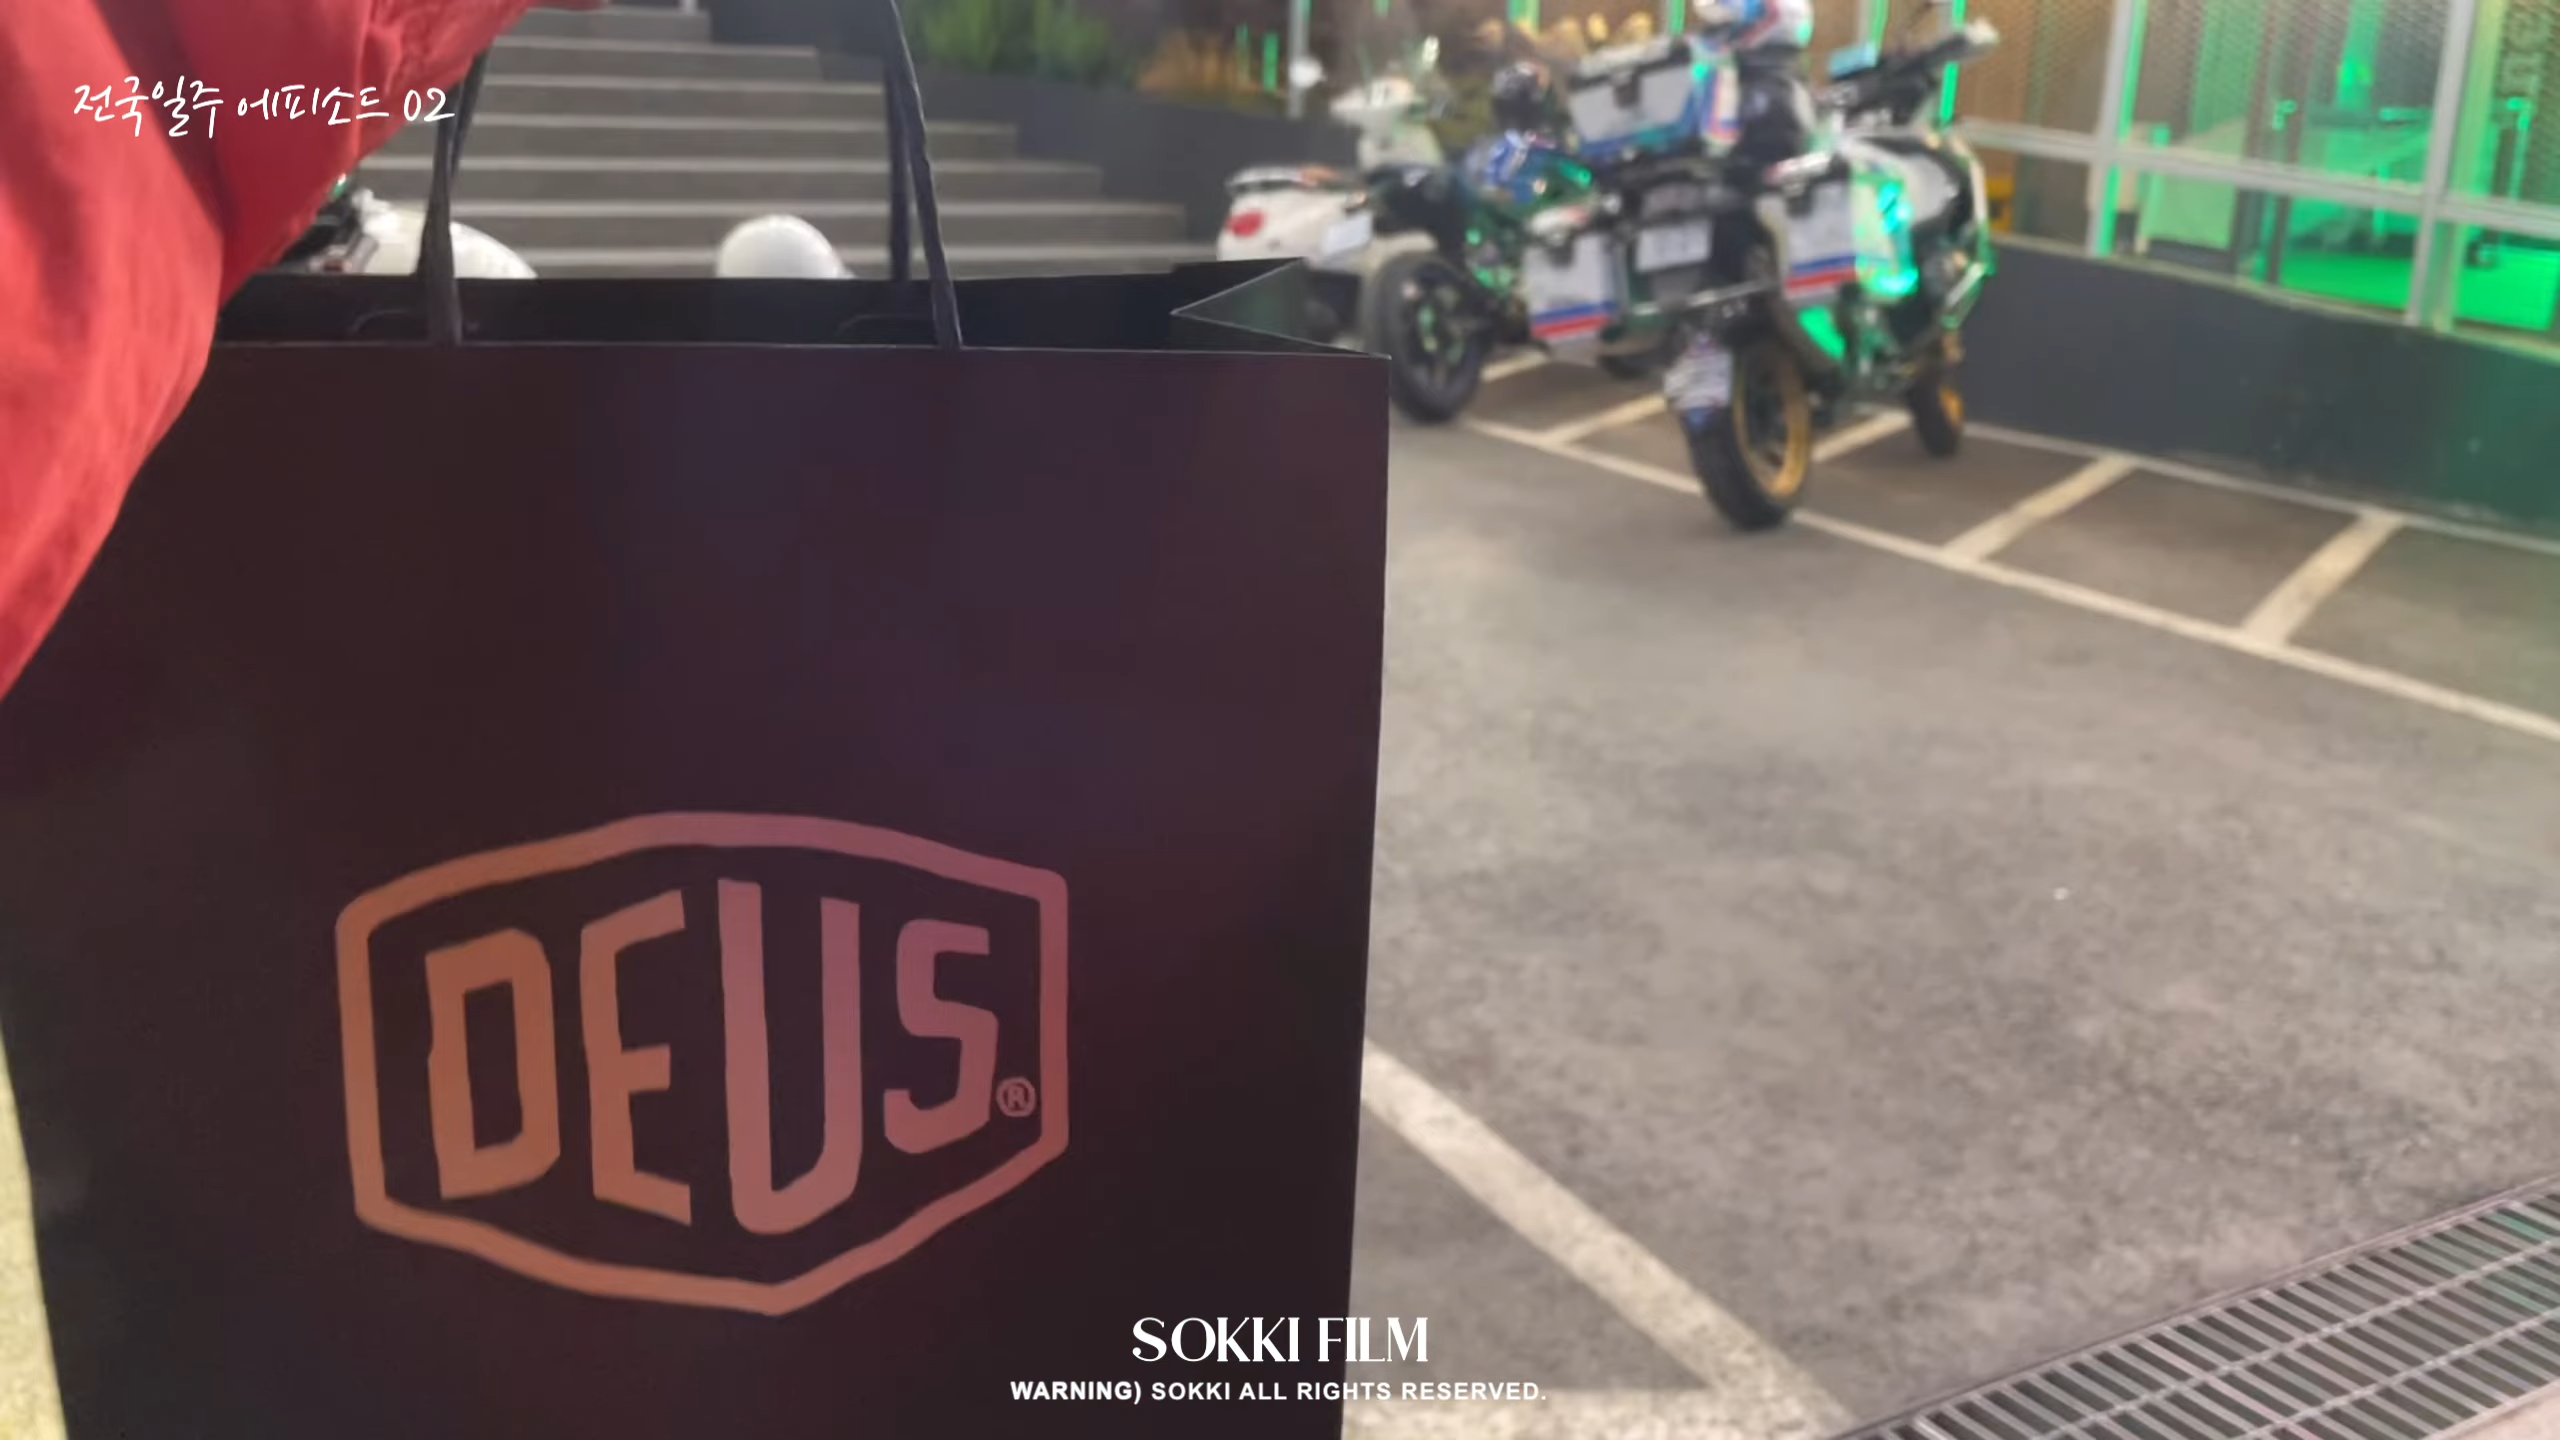 전국일주 에피소드 02
DEUS®
SOKKI FILM
WARNING) SOKKI ALL RIGHTS RESERVED.